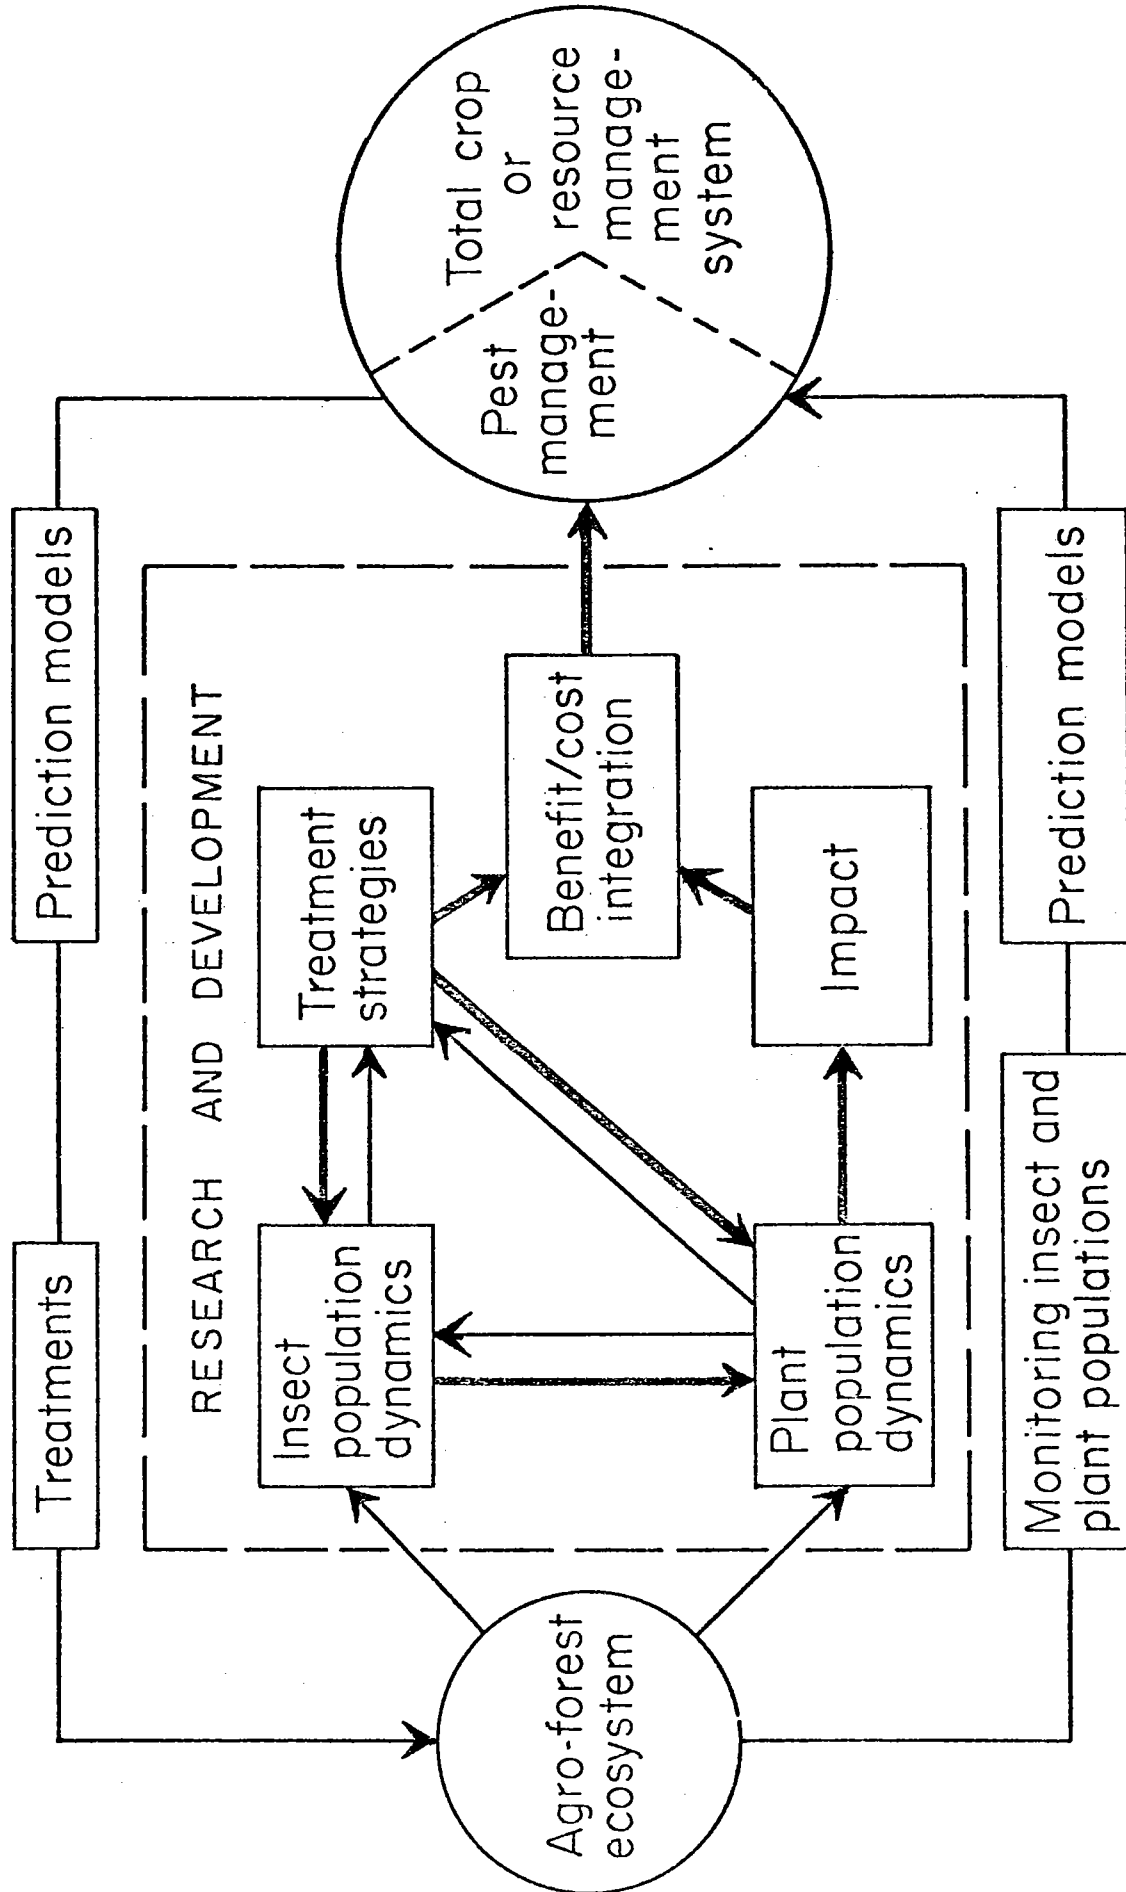 Treatments
Prediction models
RESEARCH AND DEVELOPMENT
Insect
population
dynamics
Treatment
strategies
Agro-forest
ecosystem
Benefit/cost
integration
Pest
manage-
ment
Total crop
or
resource
manage-
ment
system
Plant
population
dynamics
Impact
Monitoring insect and
plant populations
Prediction models